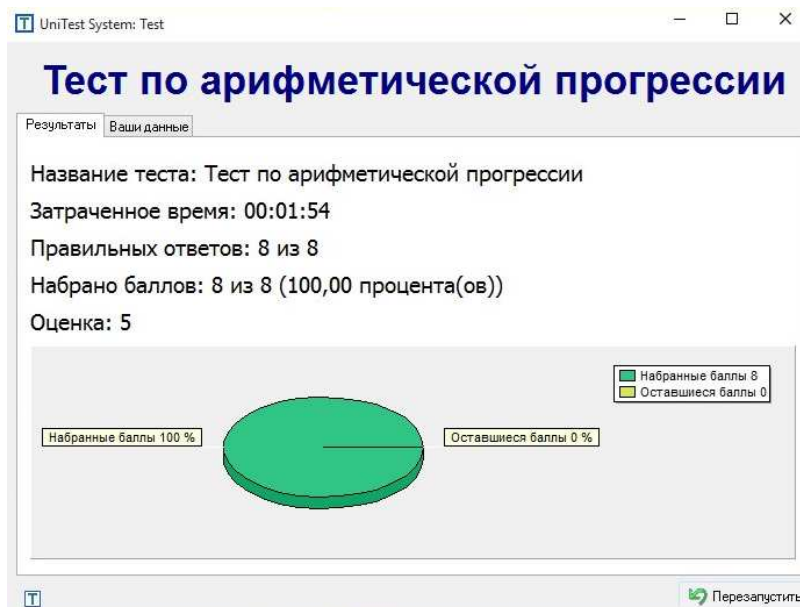 UniTest System: Test
Тест по арифметической прогрессии
Результаты Ваши данные
Название теста: Тест по арифметической прогрессии
Затраченное время: 00:01:54
Правильных ответов: 8 из 8
Набрано баллов: 8 из 8 (100,00 процента(ов))
Оценка: 5
Набранные баллы 8
Оставшиеся баллы 0
Набранные баллы 100 %
Оставшиеся баллы 0 %
Перезапустить